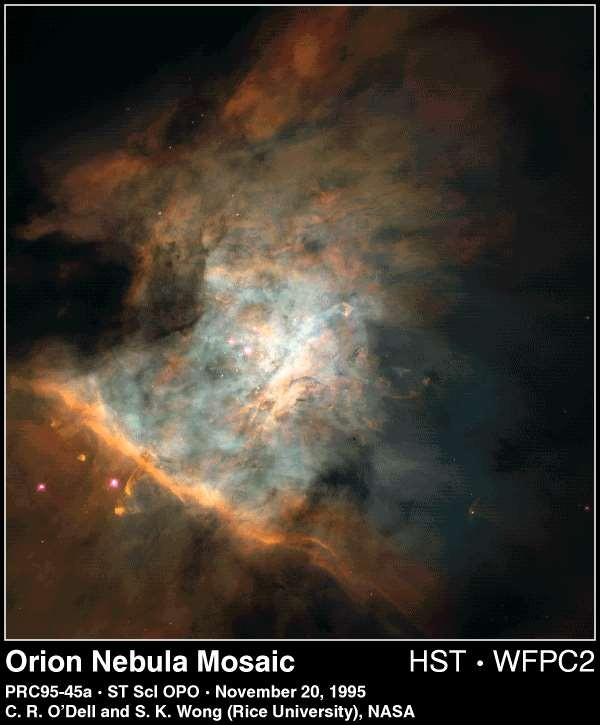 Orion Nebula Mosaic HST • WFPC2
PRC95-45a • ST ScI OPO • November 20, 1995
C. R. O'Dell and S. K. Wong (Rice University), NASA